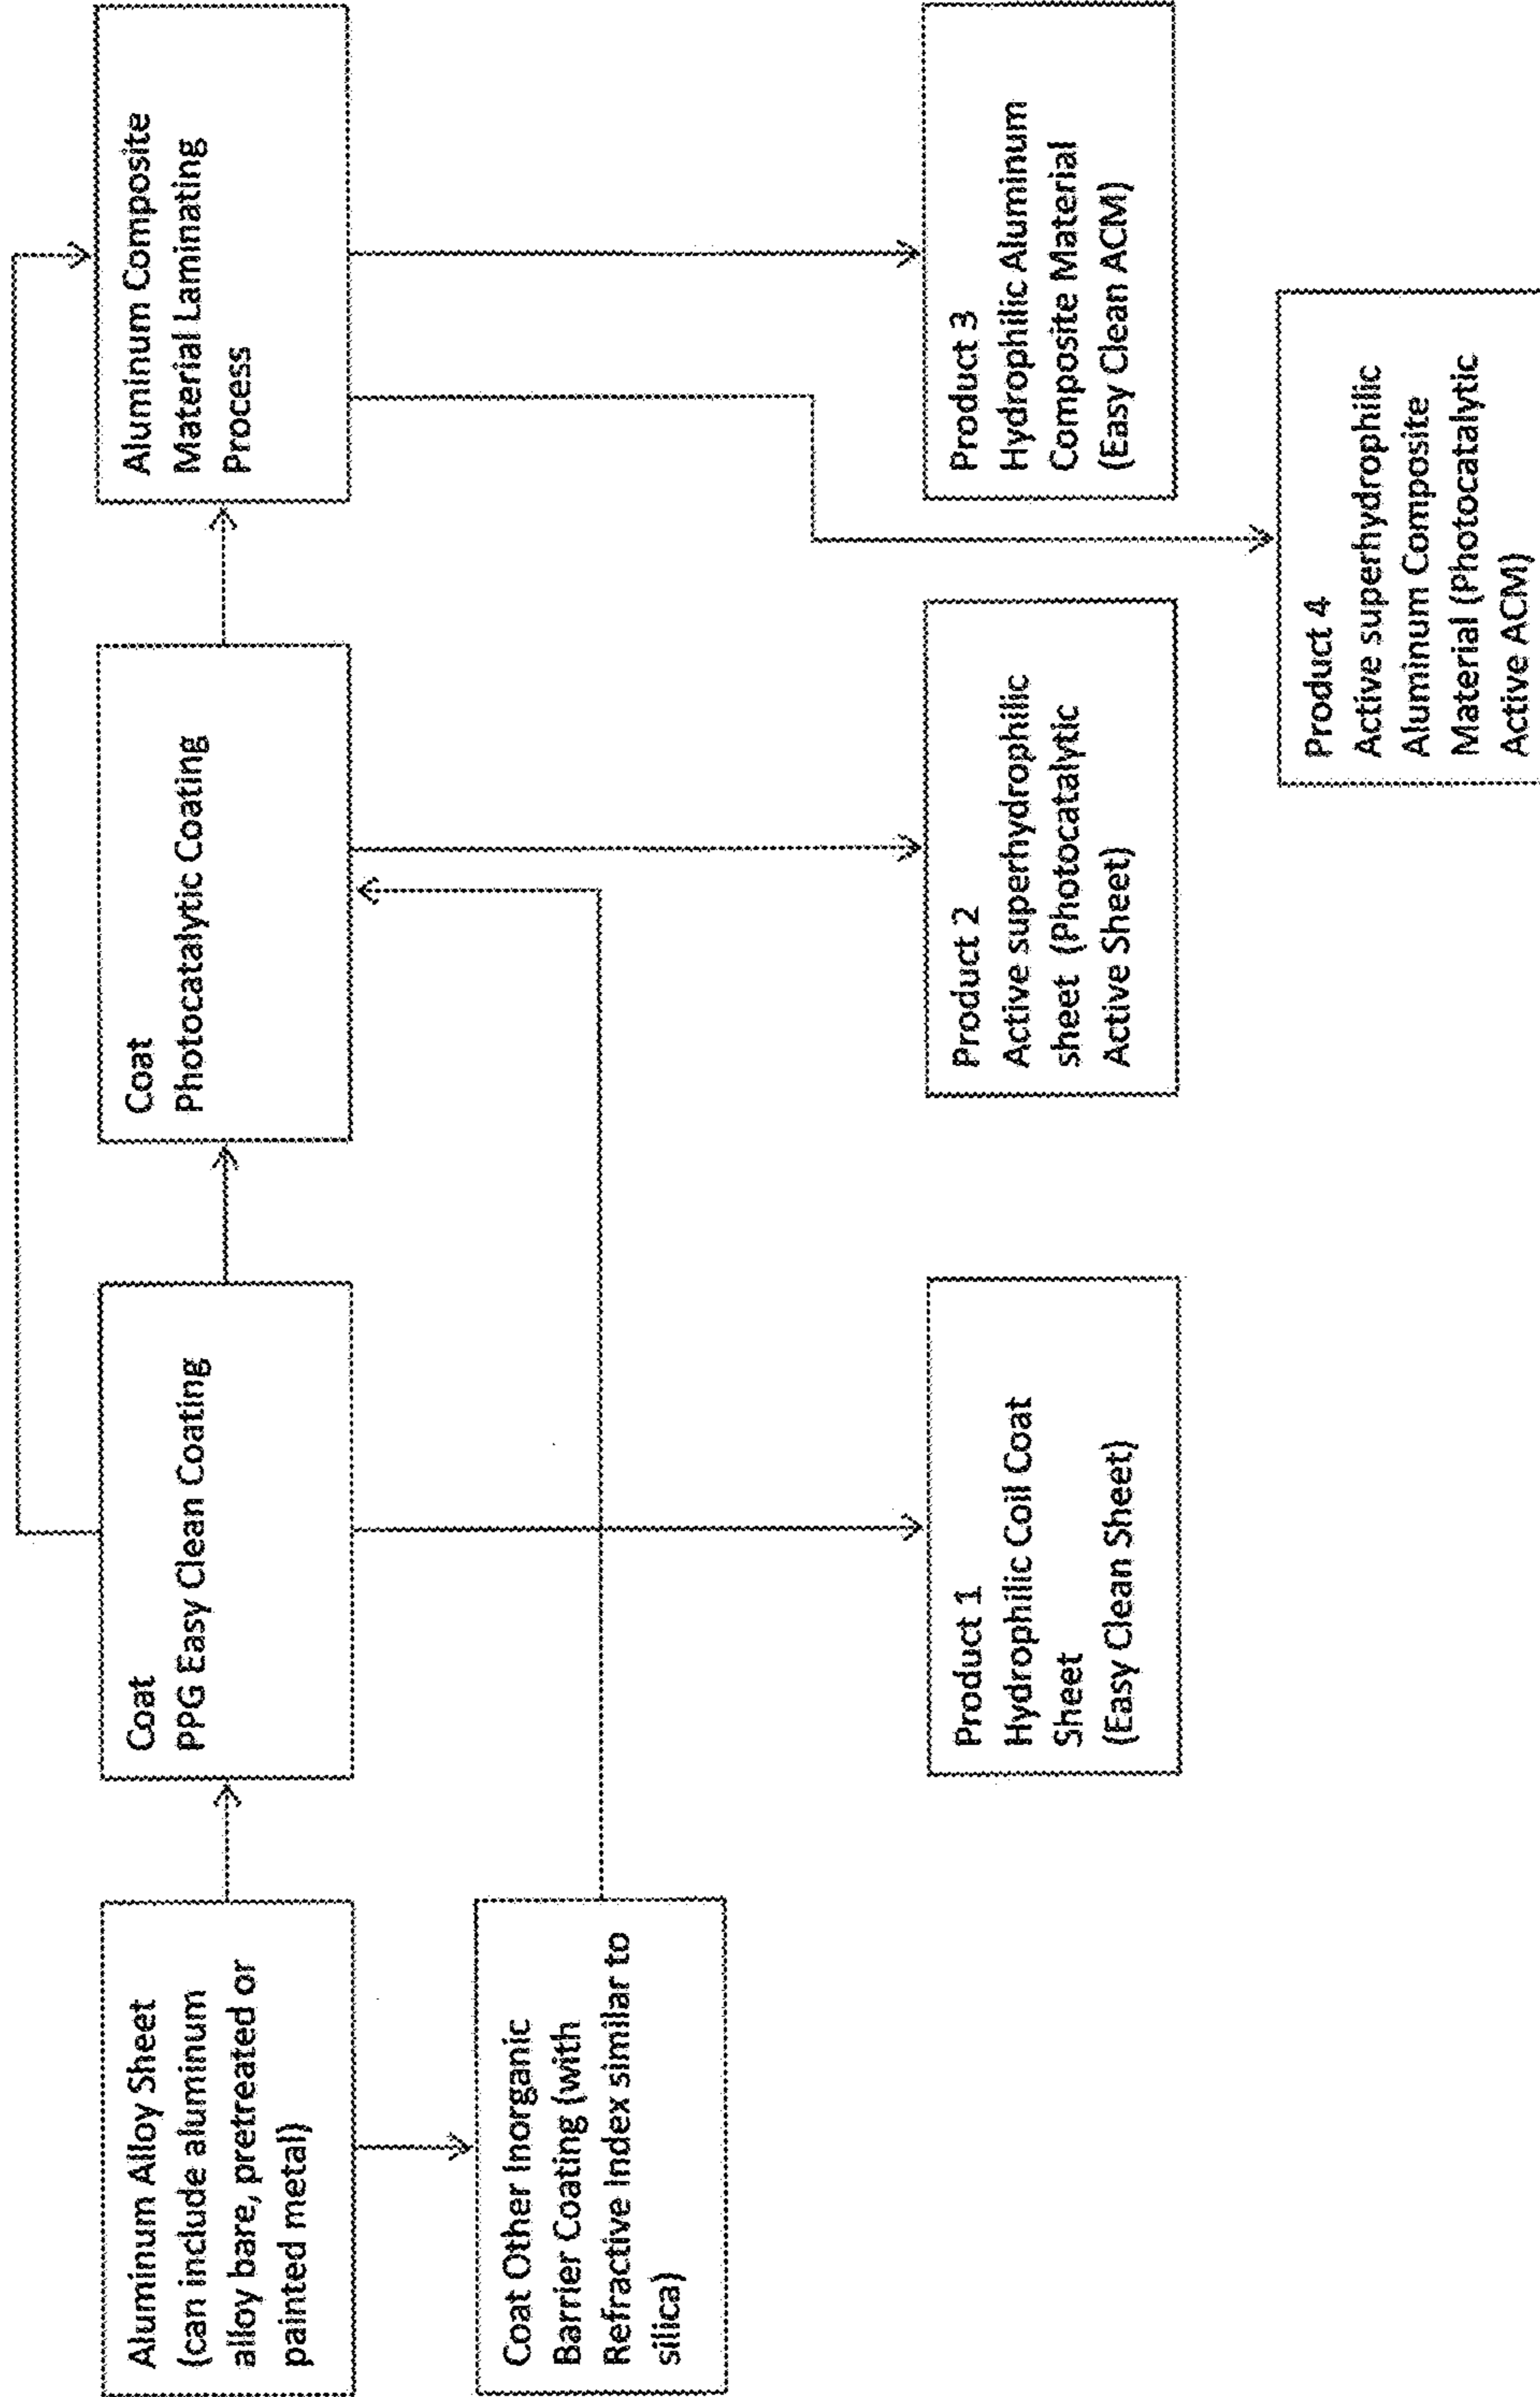 Aluminum Alloy Sheet
(can include aluminum
alloy bare, pretreated or
painted metal)
Coat
PPG Easy Clean Coating
Coat
Photocatalytic Coating
Aluminum Composite
Material Laminating
Process
Coat Other Inorganic
Barrier Coating (with
Refractive Index similar to
silica)
Product 1
Hydrophilic Coil Coat
Sheet
(Easy Clean Sheet)
Product 2
Active superhydrophilic
sheet (Photocatalytic
Active Sheet)
Product 3
Hydrophilic Aluminum
Composite Material
(Easy Clean ACM)
Product 4
Active superhydrophilic
Aluminum Composite
Material (Photocatalytic
Active ACM)